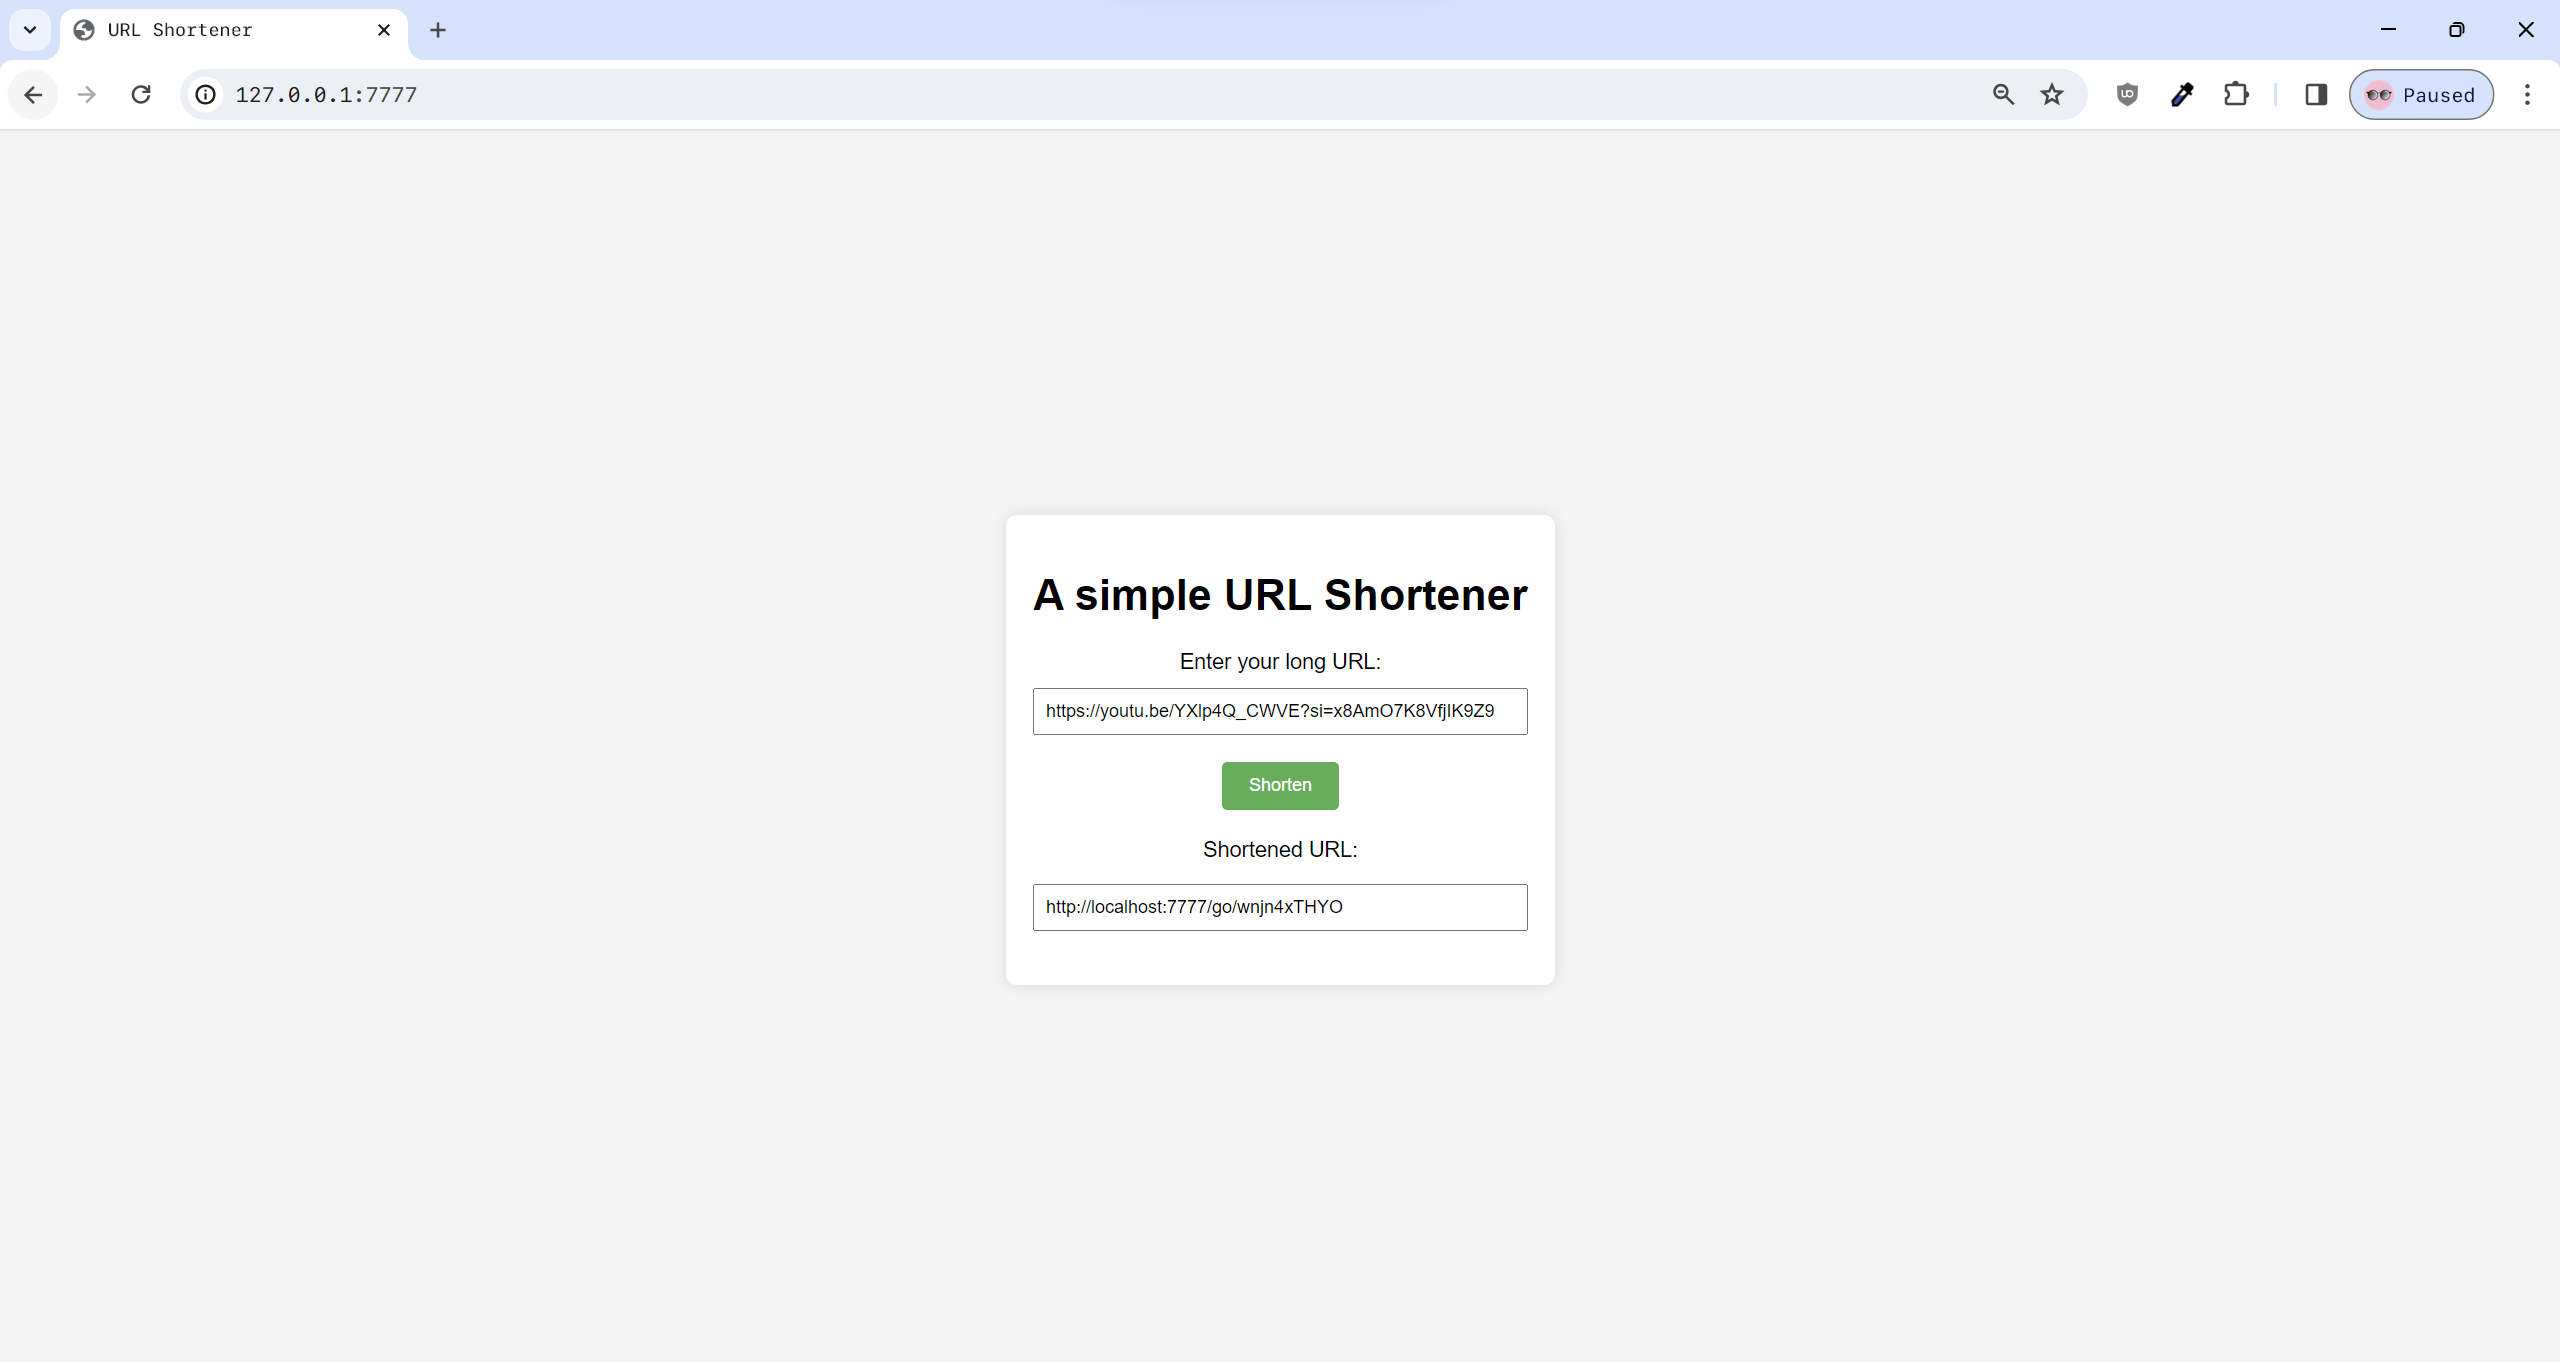 URL Shortener
127.0.0.1:7777
Paused
A simple URL Shortener
Enter your long URL:
https://youtu.be/YXlp4Q_CWVE?si=x8AmO7K8VfjlK9Z9
Shorten
Shortened URL:
http://localhost:7777/go/wnjn4xTHYO